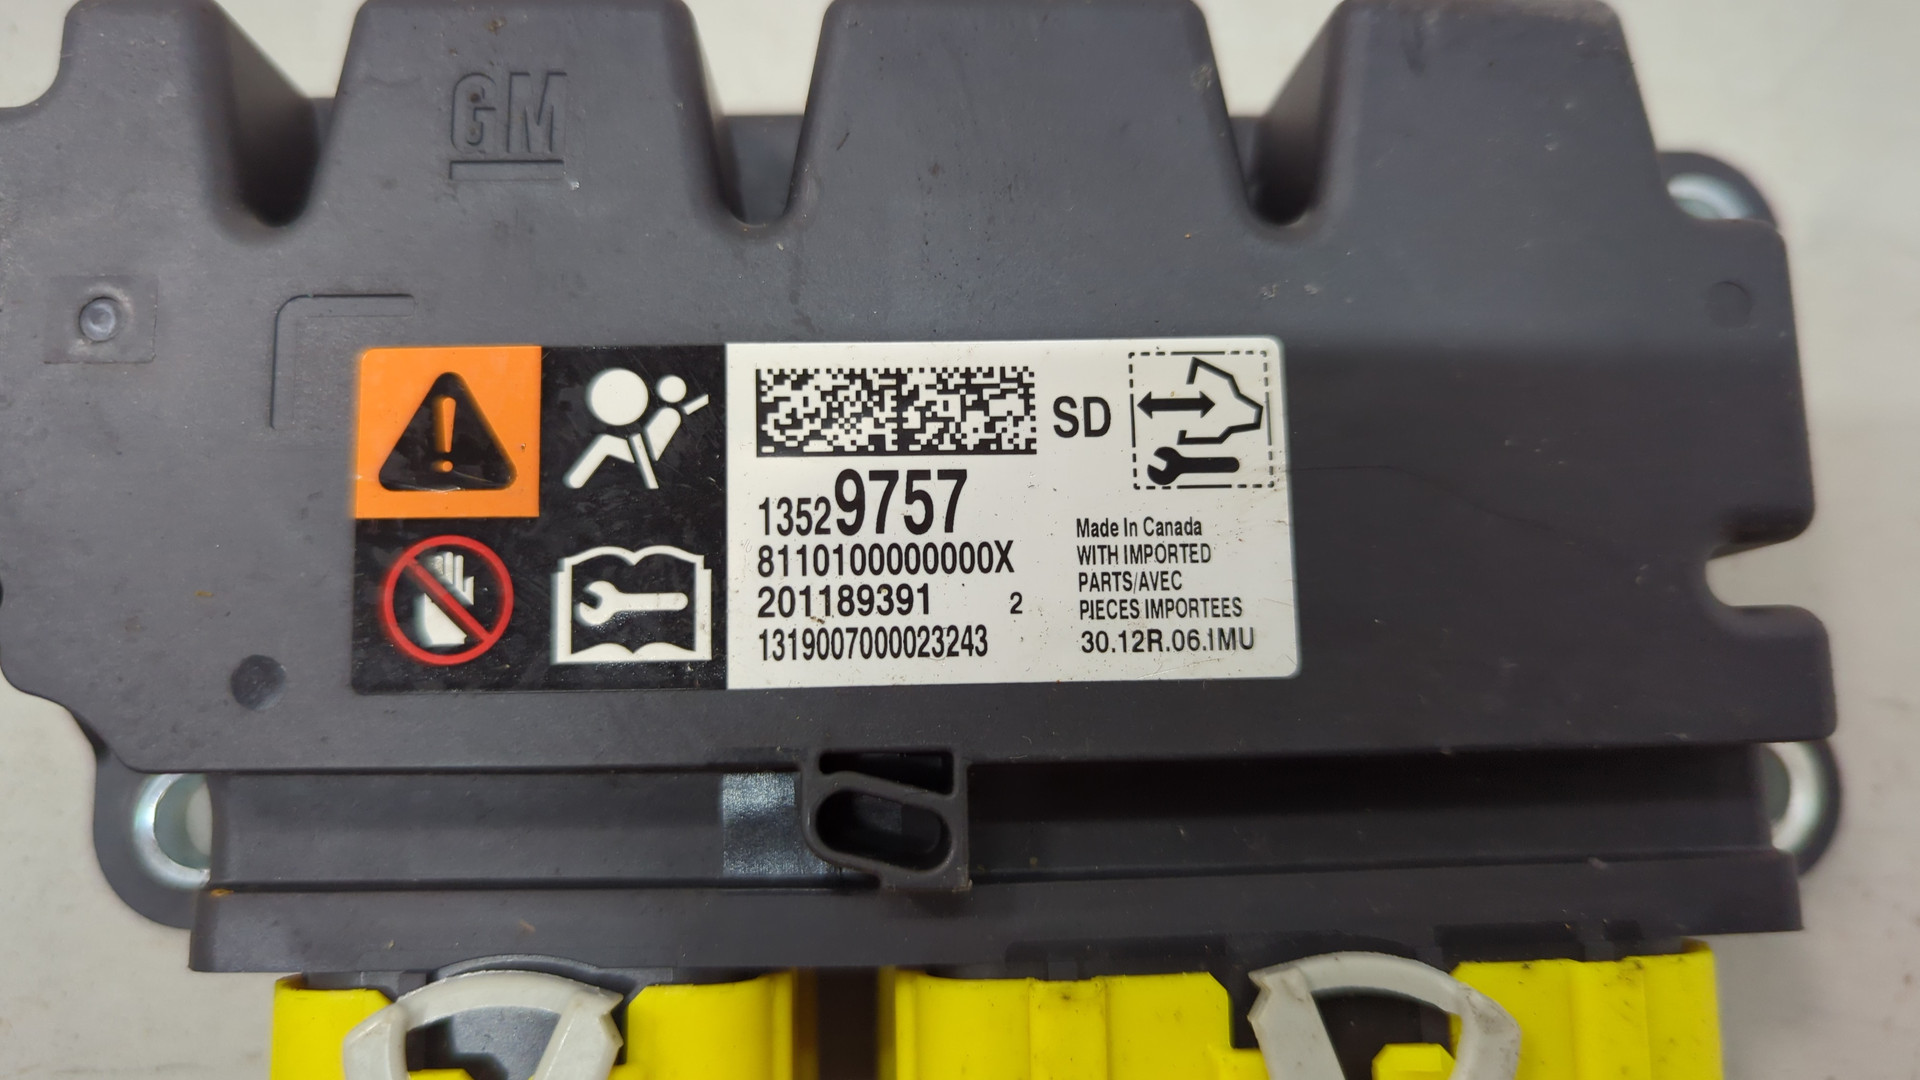 GM
SD
13529757
8110100000000X
201189391 2
1319007000023243
Made In Canada
WITH IMPORTED
PARTS/AVEC
PIECES IMPORTEES
30.12R.06.1MU